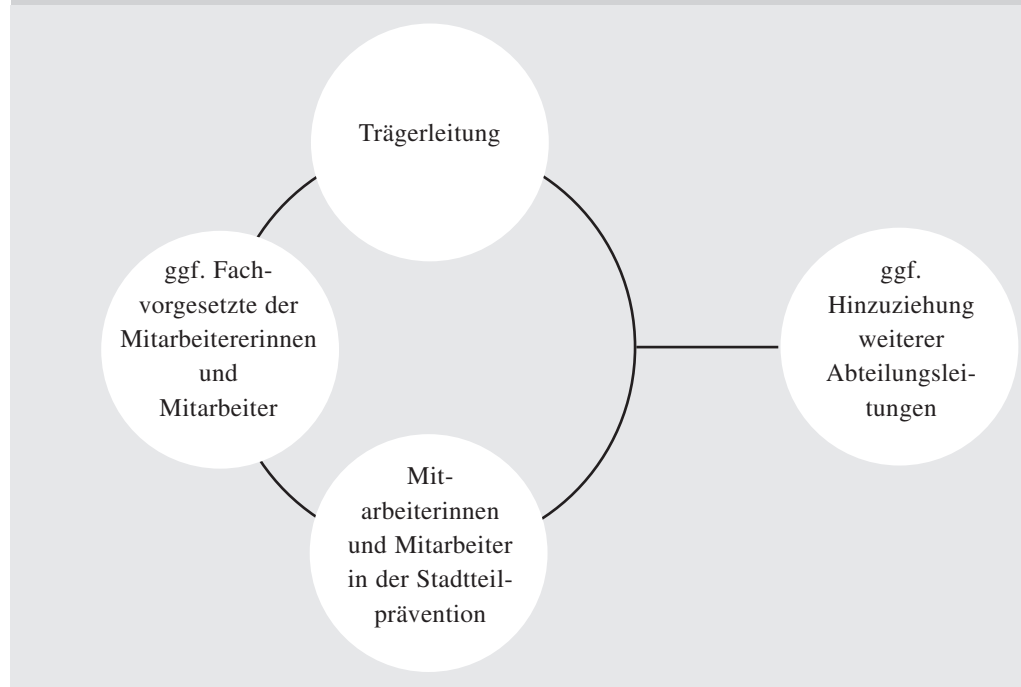 Trägerleitung
ggf. Fach-
vorgesetzte der
Mitarbeitererinnen
und
Mitarbeiter
ggf.
Hinzuziehung
weiterer
Abteilungslei-
tungen
Mit-
arbeiterinnen
und Mitarbeiter
in der Stadtteil-
prävention